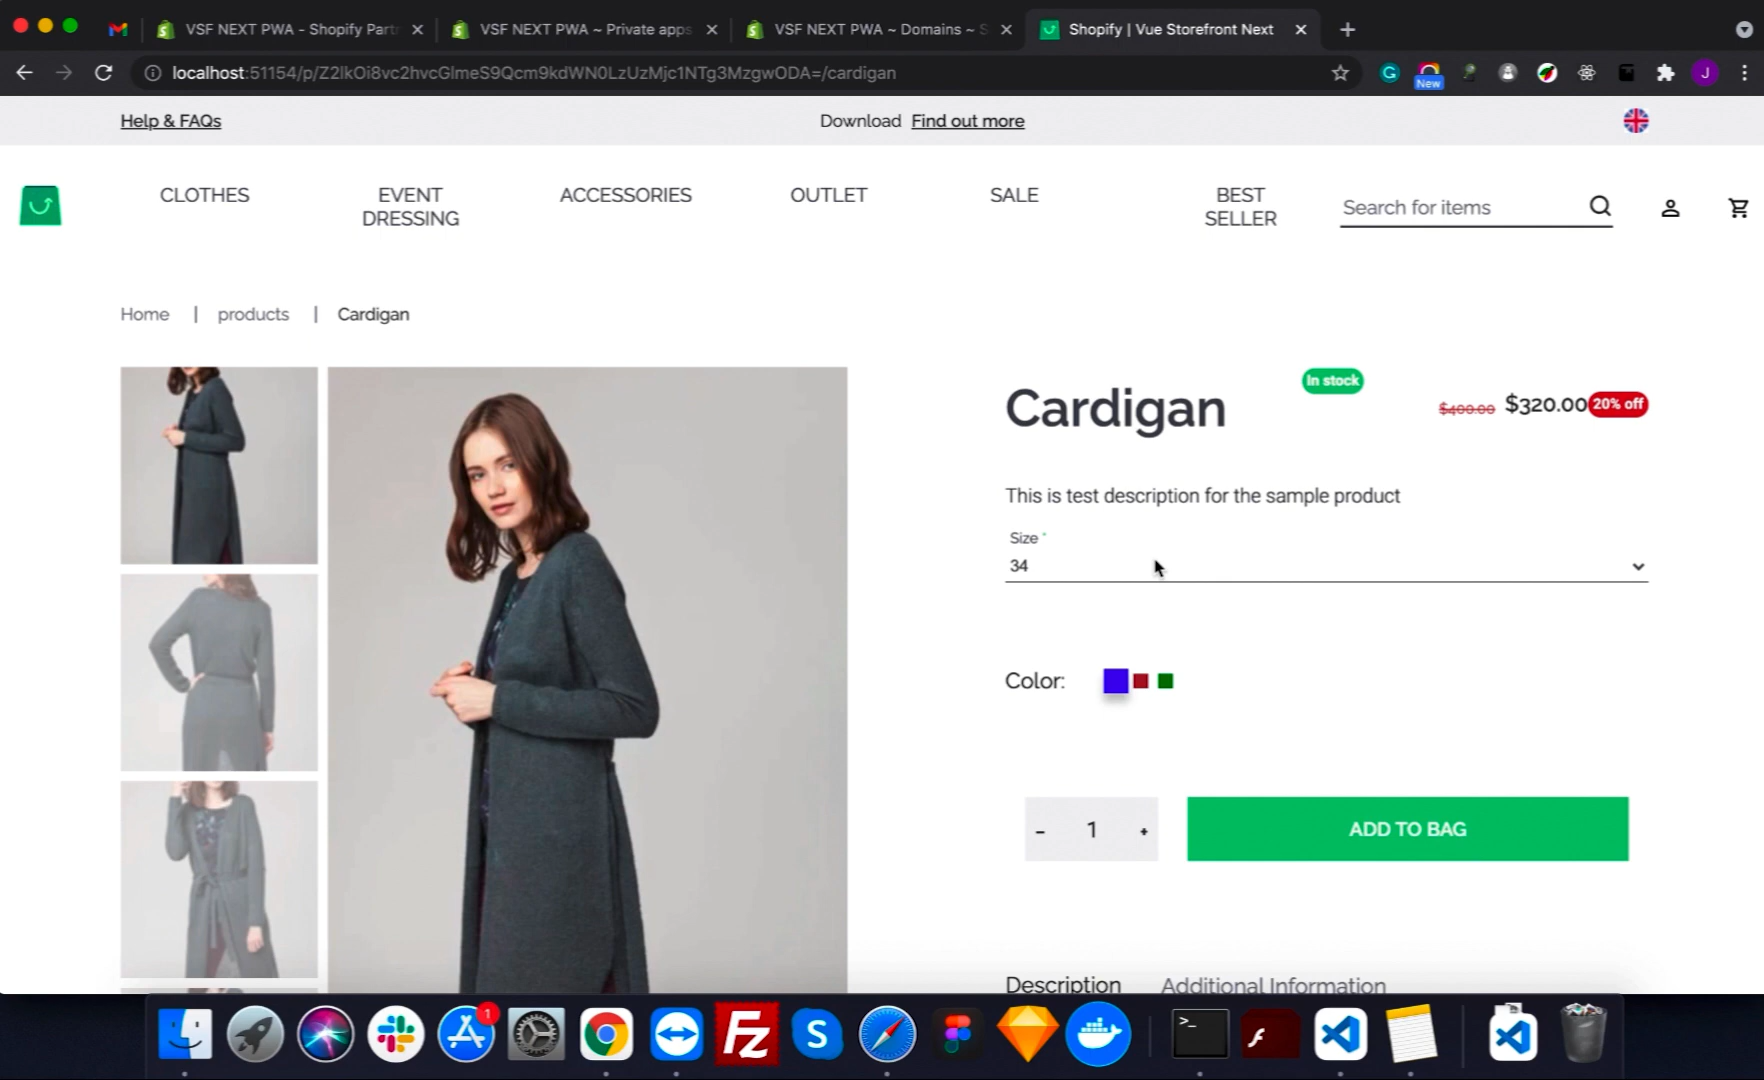 VSF NEXT PWA - Shopify Partn
VSF NEXT PWA ~ Private apps
VSF NEXT PWA ~ Domains ~ S
Shopify | Vue Storefront Next
localhost:51154/p/Z2lkOi8vc2hvcGlmeS9Qcm9kdWN0LzUzMjc1NTg3MzgwODA=/cardigan
New
J
Help & FAQs
Download Find out more
CLOTHES
EVENT
DRESSING
ACCESSORIES
OUTLET
SALE
BEST
SELLER
Search for items
Home | products | Cardigan
Cardigan
In stock
$400.00 $320.00 20% off
This is test description for the sample product
Size *
34
Color:
- 1 +
ADD TO BAG
Description Additional Information
1
Fz
S
>_